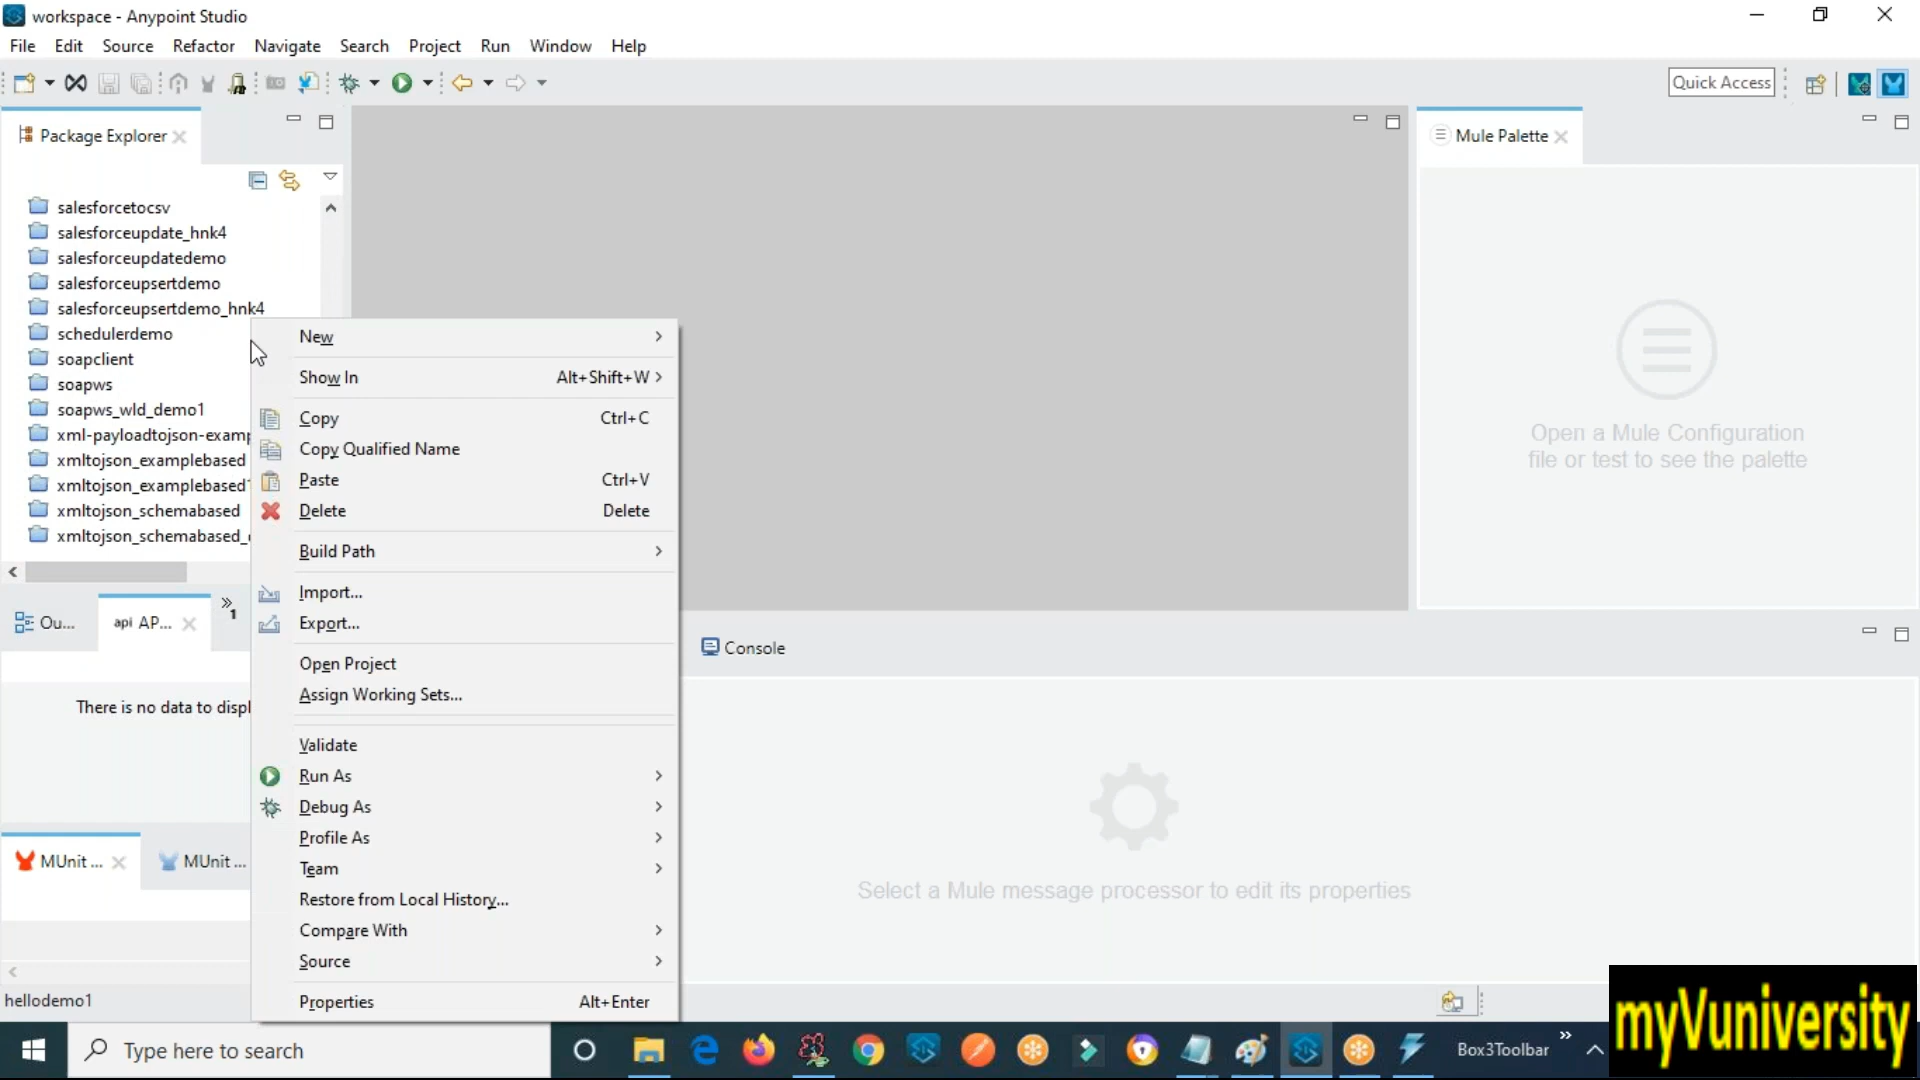 workspace - Anypoint Studio
File Edit Source Refactor Navigate Search Project Run Window Help
Quick Access
Package Explorer
salesforcetocsv
salesforceupdate_hnk4
salesforceupdatedemo
salesforceupsertdemo
salesforceupsertdemo_hnk4
schedulerdemo
soapclient
soapws
soapws_wld_demo1
xml-payloadtojson-examp
xmltojson_examplebased
xmltojson_examplebased
xmltojson_schemabased
xmltojson_schemabased_
New
Show In Alt+Shift+W
Copy Ctrl+C
Copy Qualified Name
Paste Ctrl+V
Delete Delete
Build Path
Import...
Export...
Open Project
Assign Working Sets...
Validate
Run As
Debug As
Profile As
Team
Restore from Local History...
Compare With
Source
Properties Alt+Enter
Mule Palette
Open a Mule Configuration
file or test to see the palette
Ou... api AP... »1
There is no data to displ
MUnit ... MUnit ...
Console
Select a Mule message processor to edit its properties
hellodemo1
Type here to search
Box3Toolbar »
myVuniversity